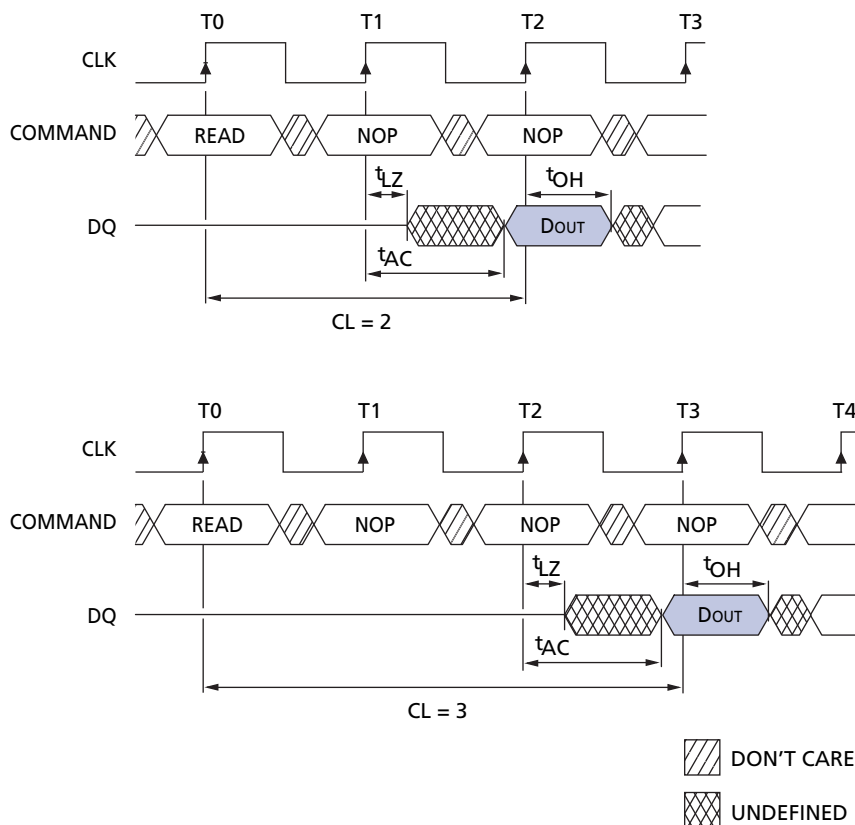 T0 T1 T2 T3
CLK
COMMAND READ NOP NOP
tLZ tOH
DQ DOUT
tAC
CL = 2
T0 T1 T2 T3 T4
CLK
COMMAND READ NOP NOP NOP
tLZ tOH
DQ DOUT
tAC
CL = 3
DON'T CARE
UNDEFINED